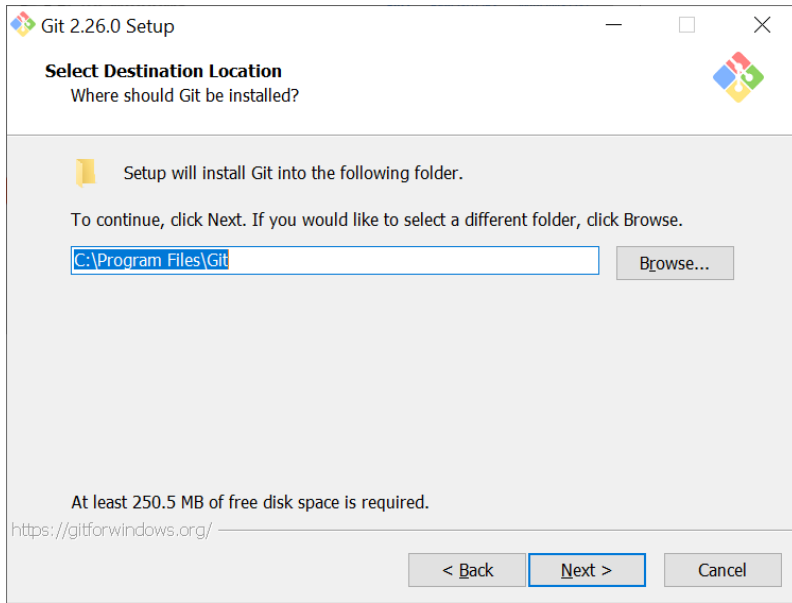 Git 2.26.0 Setup
Select Destination Location
Where should Git be installed?
Setup will install Git into the following folder.
To continue, click Next. If you would like to select a different folder, click Browse.
C:\Program Files\Git
Browse...
At least 250.5 MB of free disk space is required.
https://gitforwindows.org/
< Back
Next >
Cancel